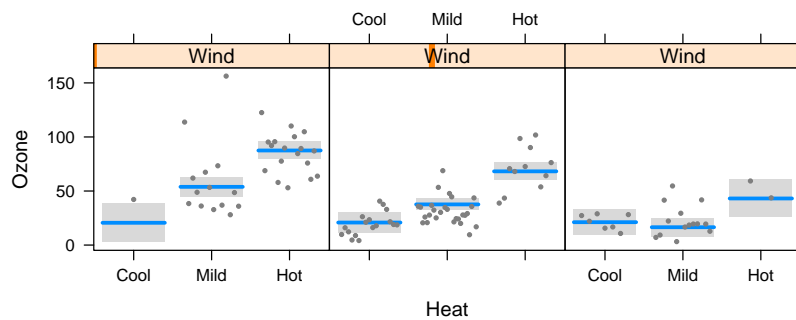 Cool Mild Hot
Wind Wind Wind
150
100
50
0
Ozone
Cool Mild Hot Cool Mild Hot
Heat